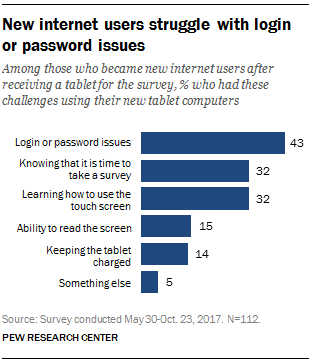 New internet users struggle with login
or password issues
Among those who became new internet users after
receiving a tablet for the survey, % who had these
challenges using their new tablet computers
Login or password issues 43
Knowing that it is time to
take a survey 32
Learning how to use the
touch screen 32
Ability to read the screen 15
Keeping the tablet
charged 14
Something else 5
Source: Survey conducted May 30-Oct. 23, 2017. N=112.
PEW RESEARCH CENTER